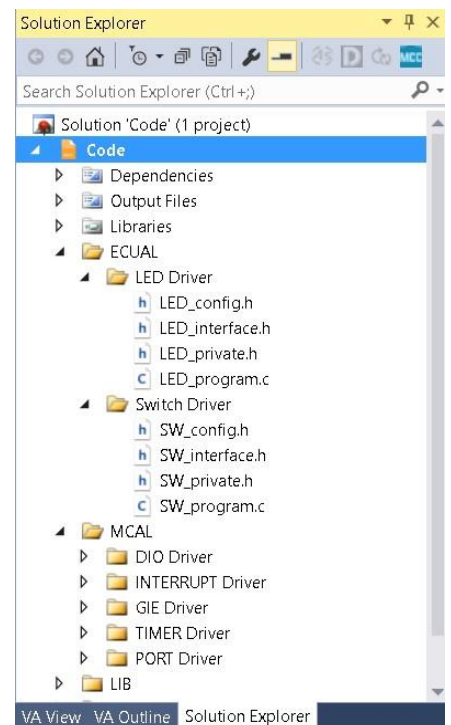 Solution Explorer
MCC
Search Solution Explorer (Ctrl+;)
Solution 'Code' (1 project)
Code
Dependencies
Output Files
Libraries
ECUAL
LED Driver
h LED_config.h
h LED_interface.h
h LED_private.h
c LED_program.c
Switch Driver
h SW_config.h
h SW_interface.h
h SW_private.h
c SW_program.c
MCAL
DIO Driver
INTERRUPT Driver
GIE Driver
TIMER Driver
PORT Driver
LIB
VA View VA Outline Solution Explorer